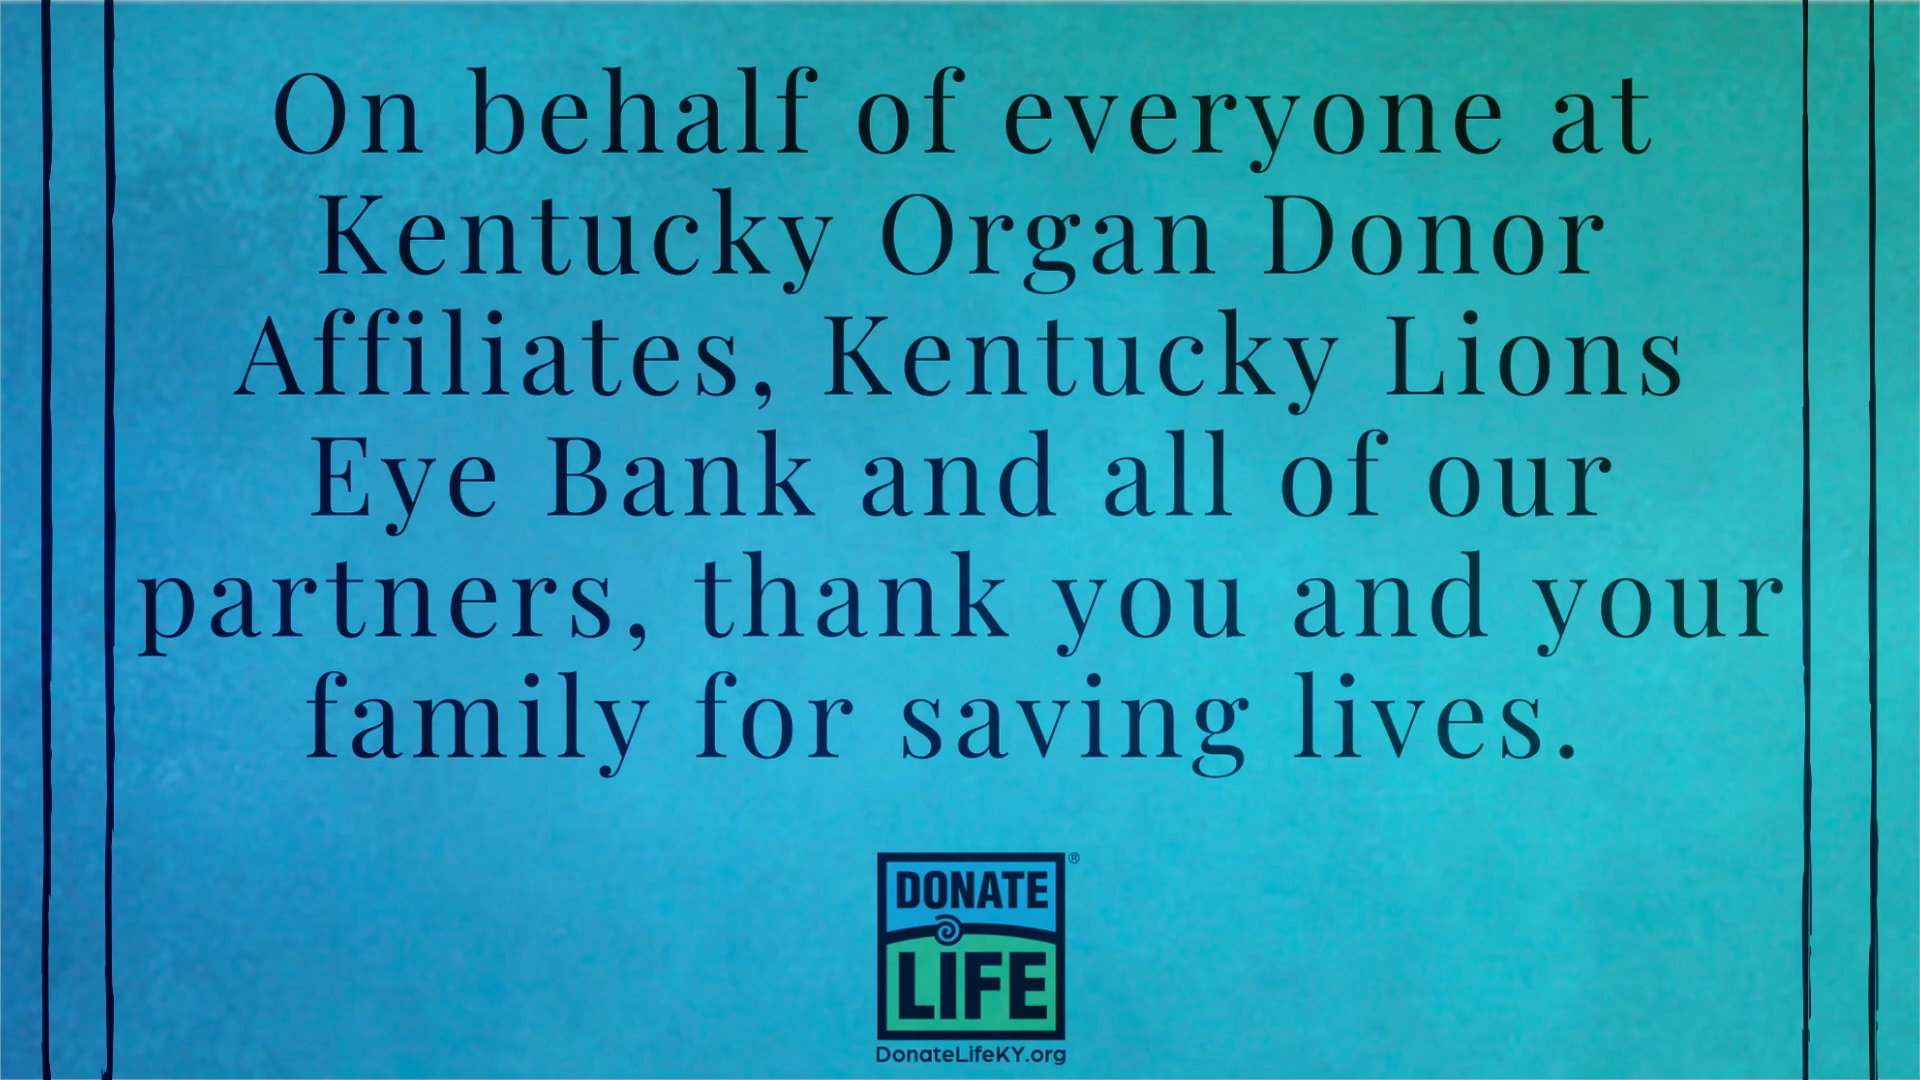 On behalf of everyone at
Kentucky Organ Donor
Affiliates, Kentucky Lions
Eye Bank and all of our
partners, thank you and your
family for saving lives.
DONATE
®
LIFE
DonateLifeKY.org